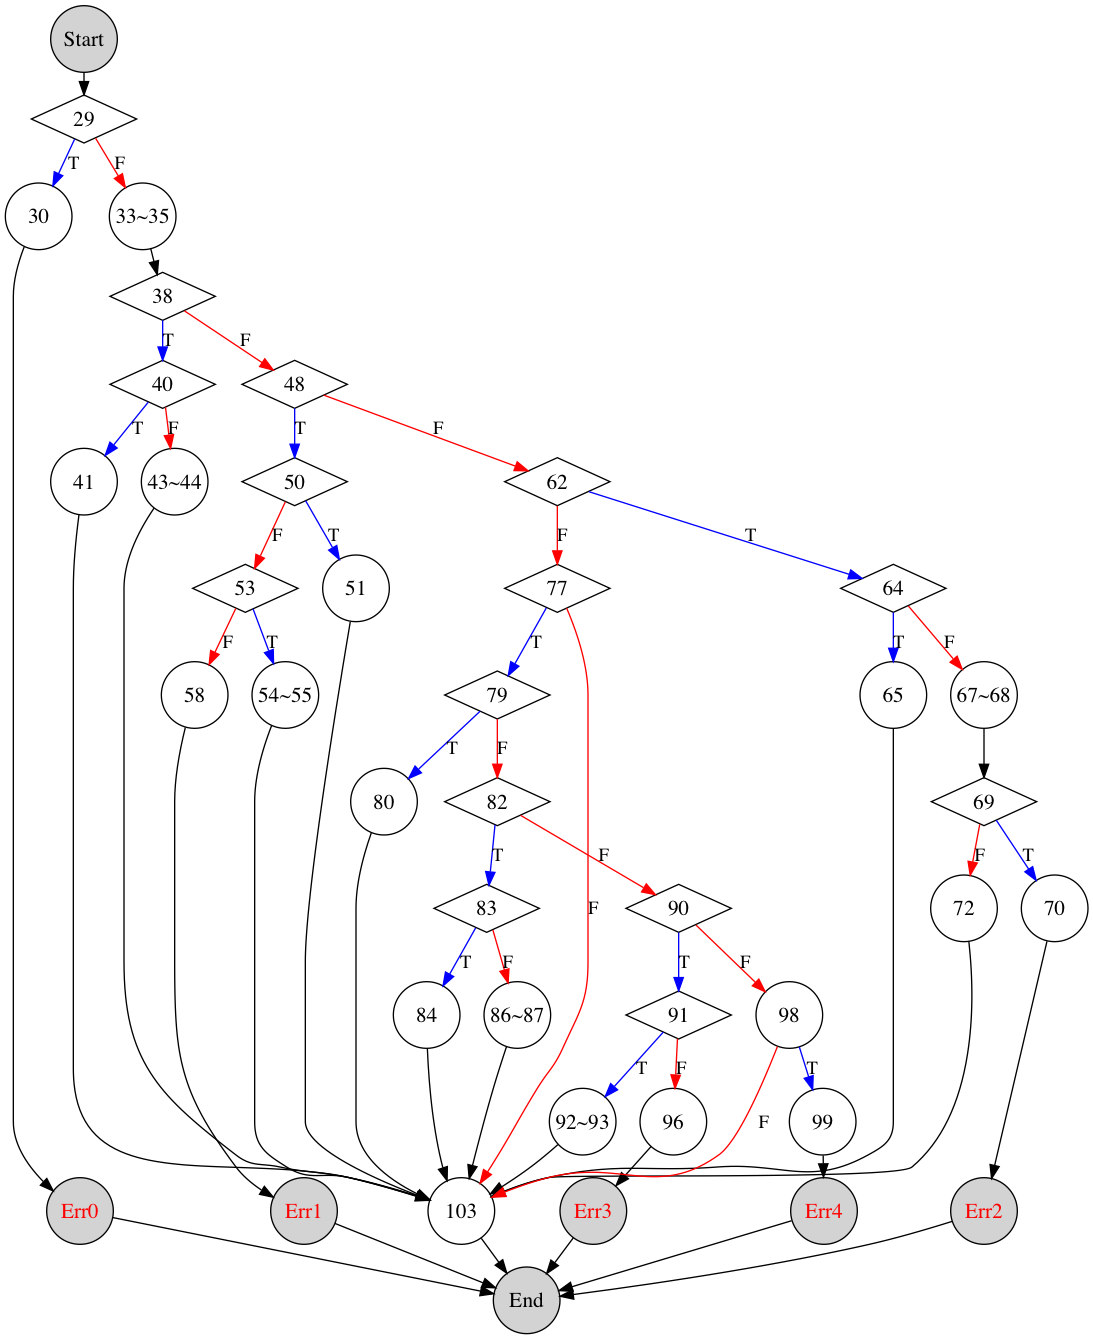 Start
29
T F
30 33~35
38
T F
40 48
T F T F
41 43~44 50 62
F T F T
53 51 77 64
F T T T F
58 54~55 79 65 67~68
T F
80 82 69
T F F T
83 90 F 72 70
T F T F
84 86~87 91 98
T F T
92~93 96 F 99
Err0 Err1 103 Err3 Err4 Err2
End